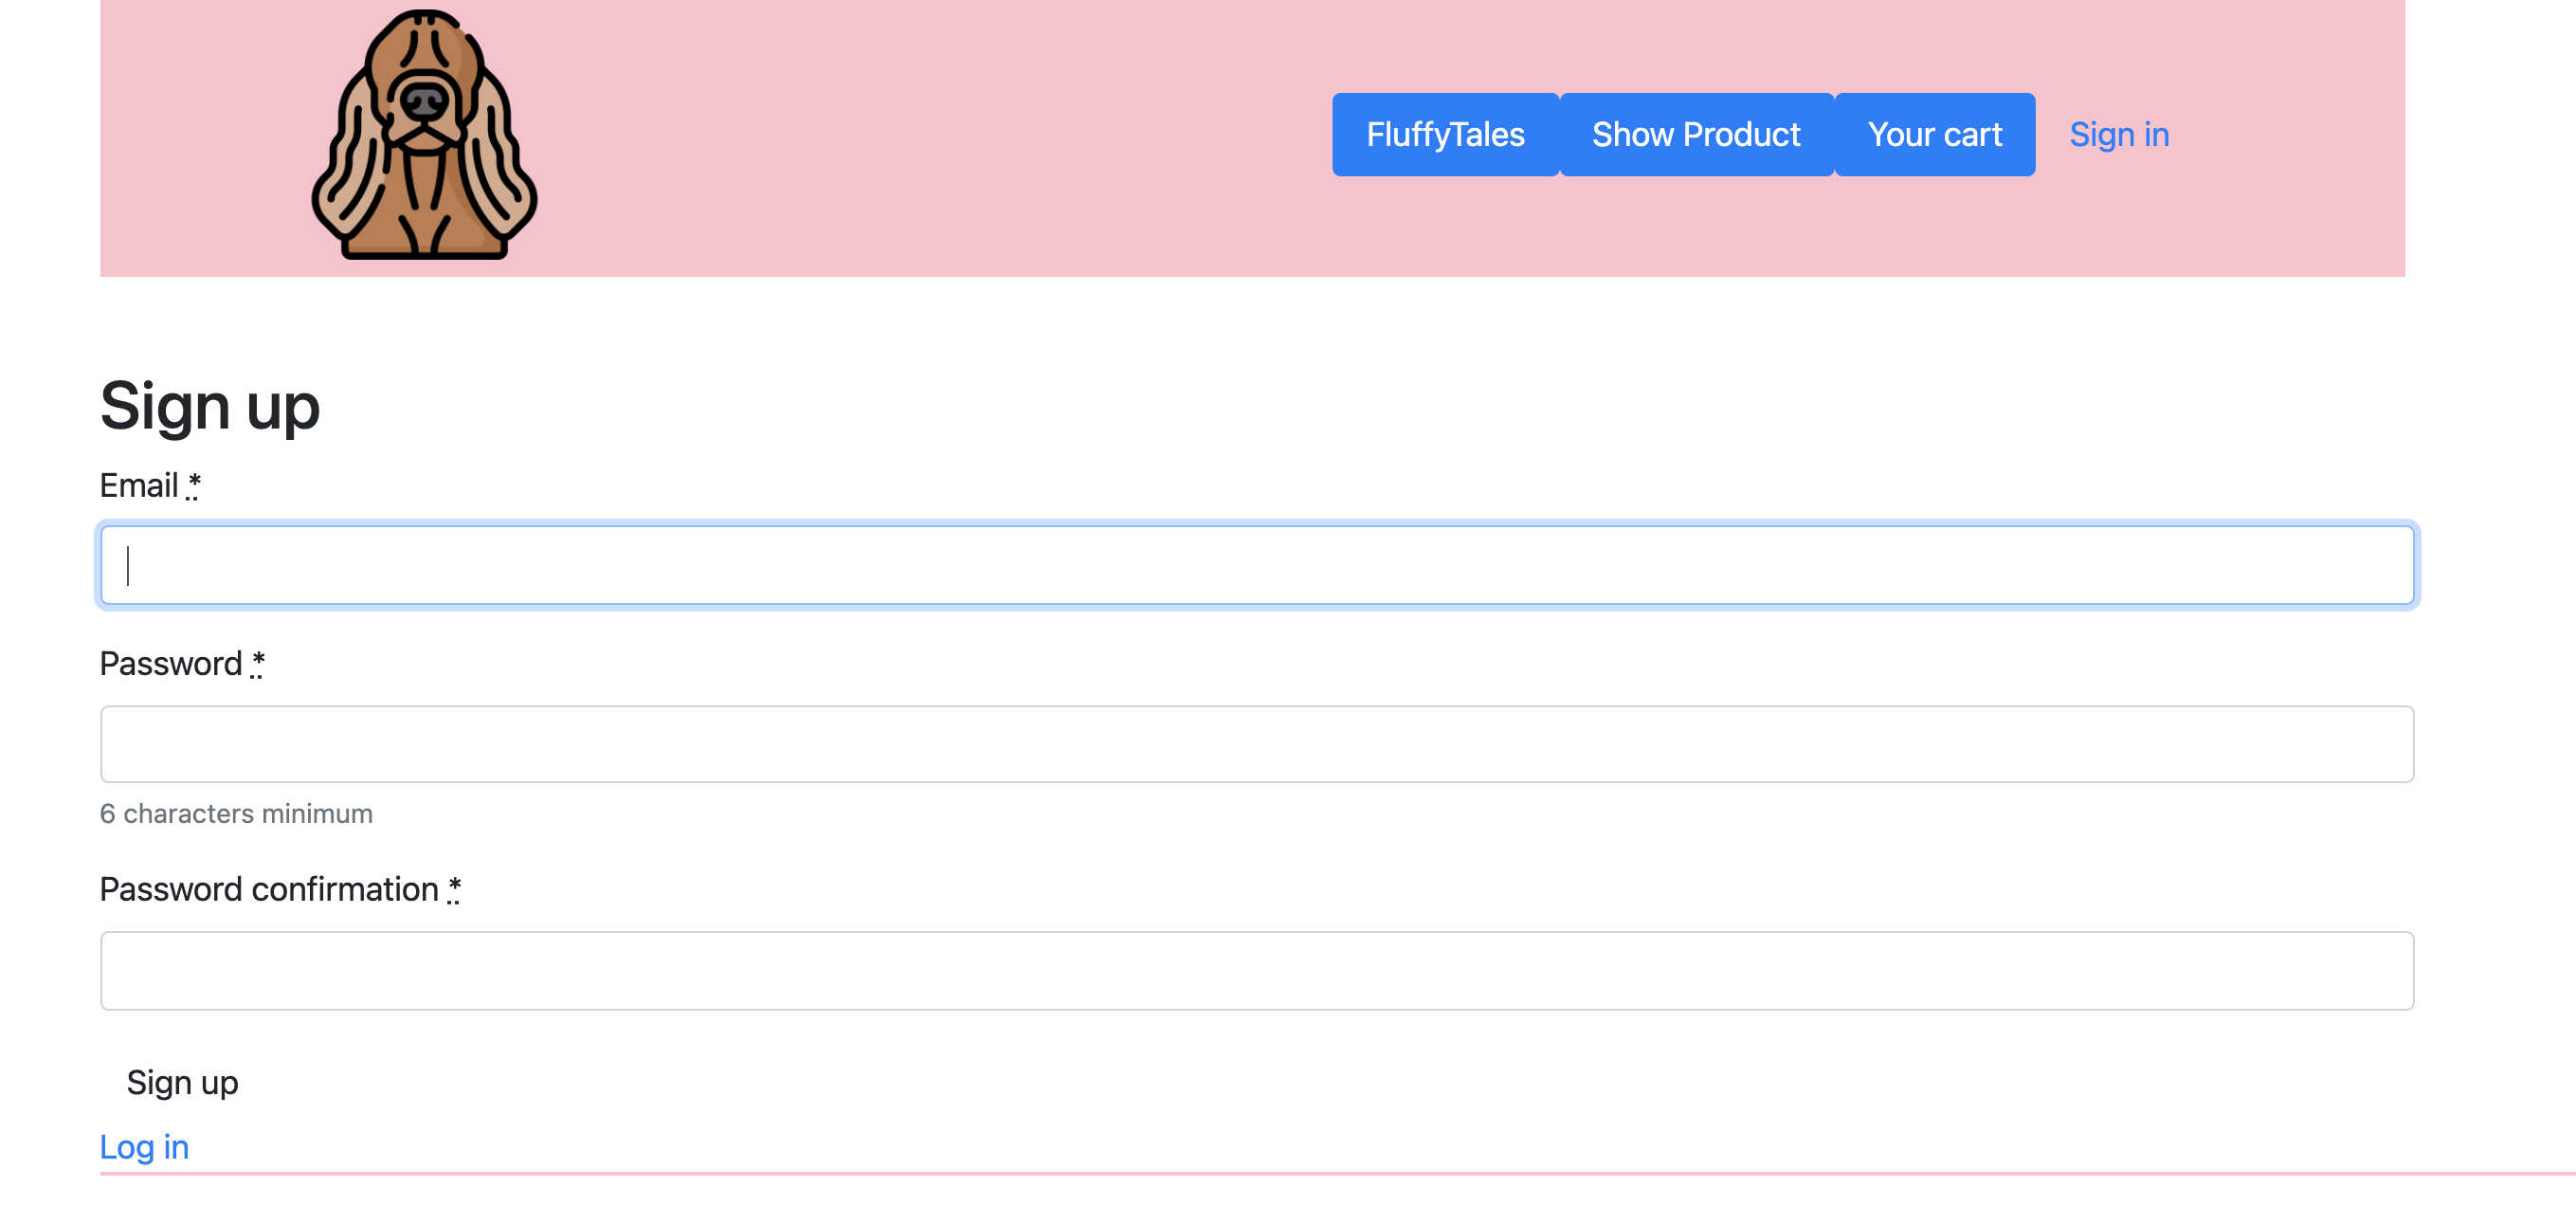 FluffyTales Show Product Your cart Sign in
Sign up
Email *
Password *
6 characters minimum
Password confirmation *
Sign up
Log in